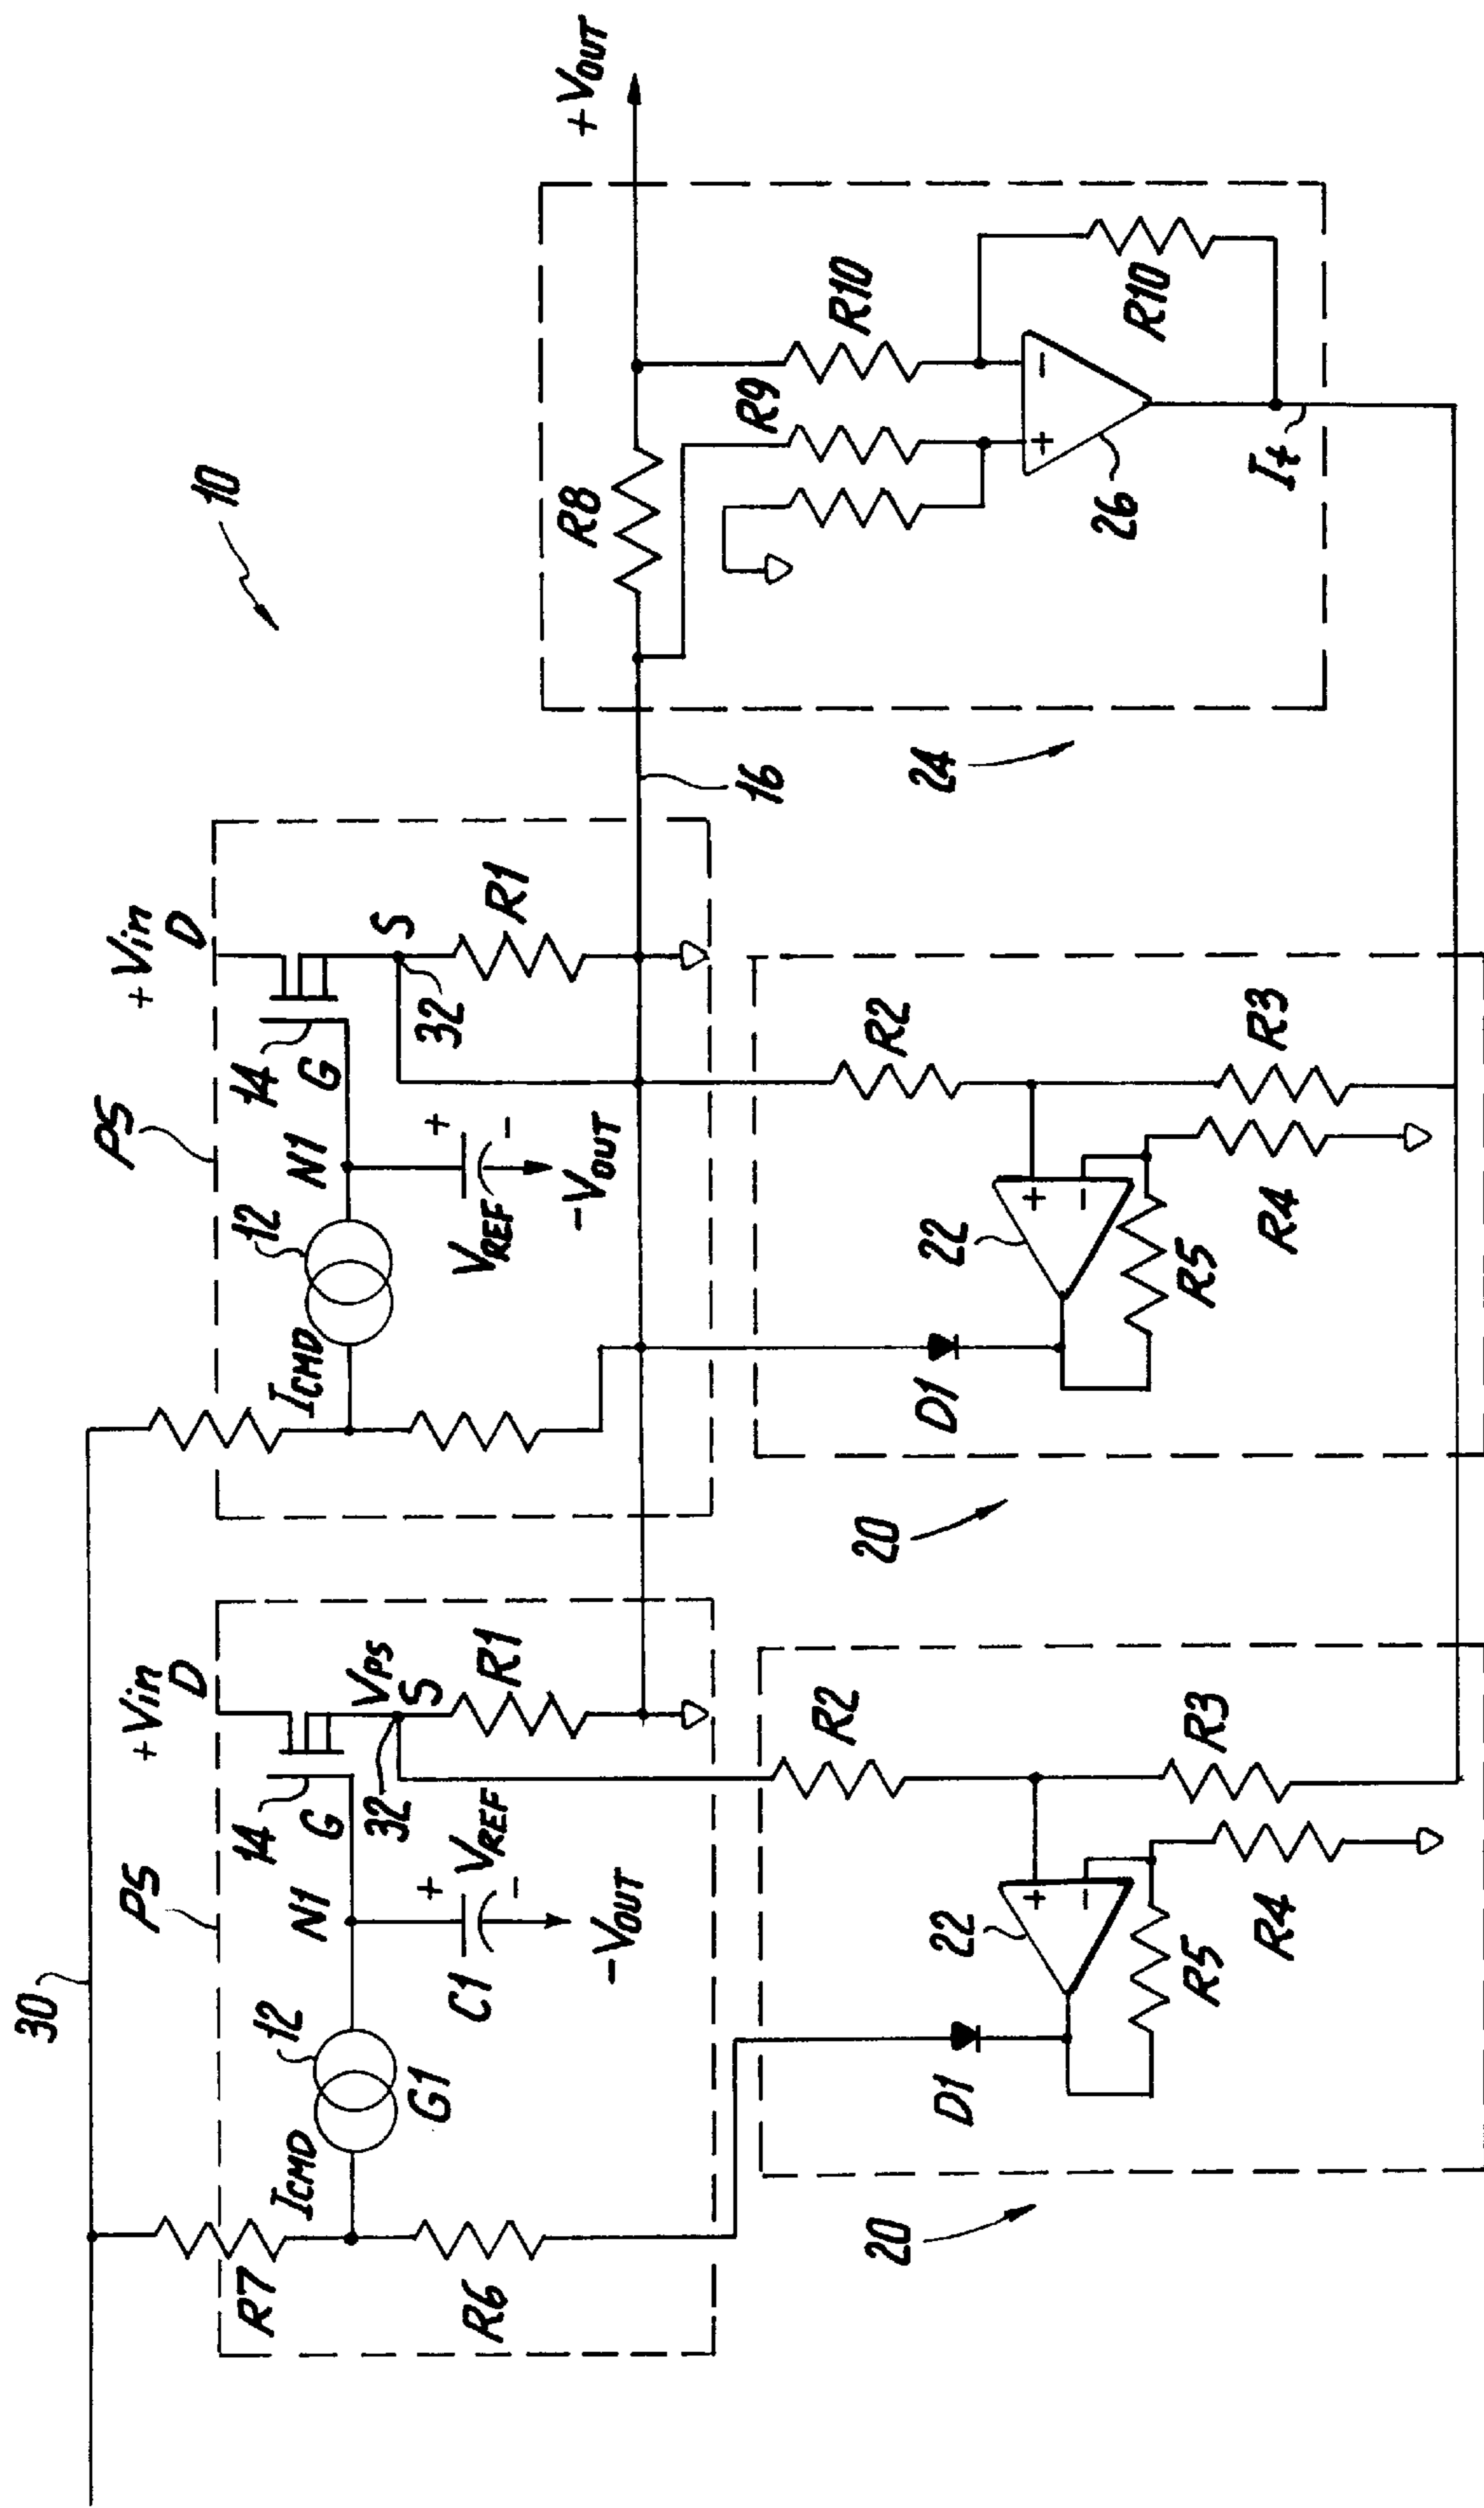 10
+VOUT
R8
R9
R10
R10
26
It
24
16
PS
+Vin
D
14
G
S
32
R1
N1
12
ICMD
+
VREF
-
-VOUT
R2
R3
+
-
22
R4
R5
D1
20
30
PS
+Vin
D
14
G
VPS
S
32
R1
N1
12
G1
ICMD
+
VREF
-
C1
-VOUT
R7
R6
R2
R3
+
-
22
R4
R5
D1
20
+
-